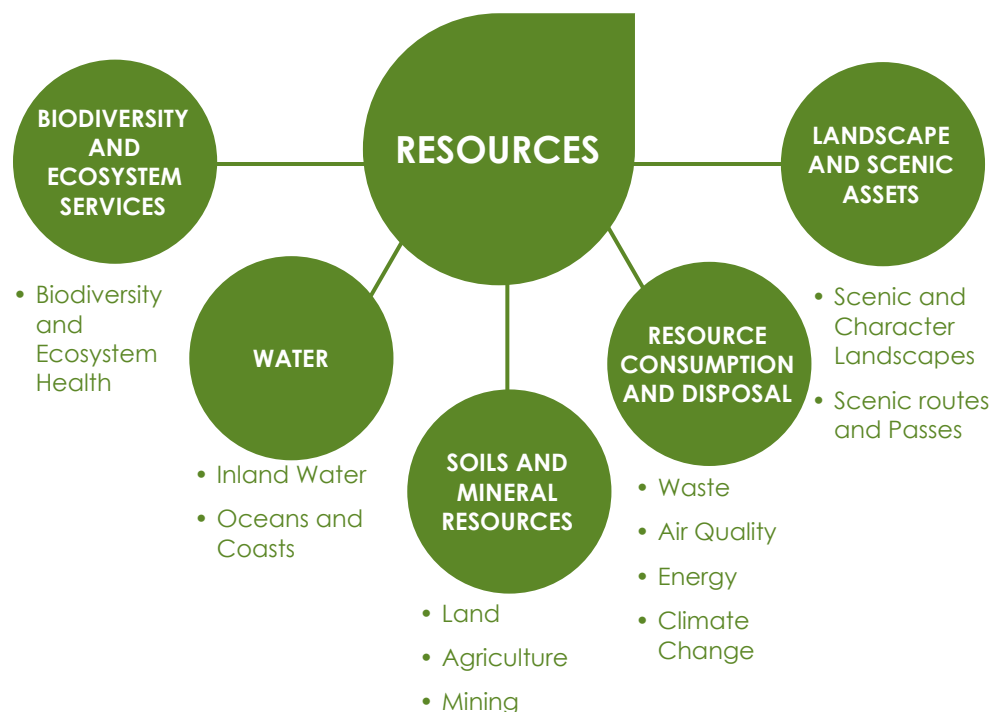 RESOURCES
BIODIVERSITY
AND
ECOSYSTEM
SERVICES
• Biodiversity
and
Ecosystem
Health
WATER
• Inland Water
• Oceans and
Coasts
SOILS AND
MINERAL
RESOURCES
• Land
• Agriculture
• Mining
RESOURCE
CONSUMPTION
AND DISPOSAL
• Waste
• Air Quality
• Energy
• Climate
Change
LANDSCAPE
AND SCENIC
ASSETS
• Scenic and
Character
Landscapes
• Scenic routes
and Passes